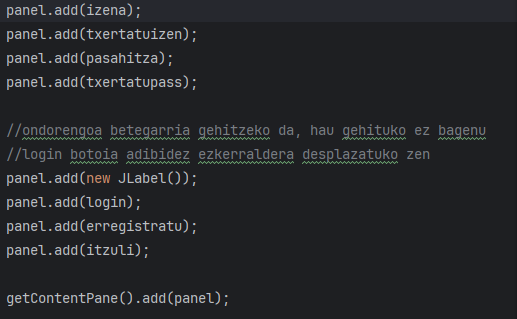 panel.add(izena);
panel.add(txertatuizen);
panel.add(pasahitza);
panel.add(txertatupass);
//ondorengoa betegarria gehitzeko da, hau gehituko ez bagenu
//login botoia adibidez ezkerraldera desplazatuko zen
panel.add(new JLabel());
panel.add(login);
panel.add(erregistratu);
panel.add(itzuli);
getContentPane().add(panel);